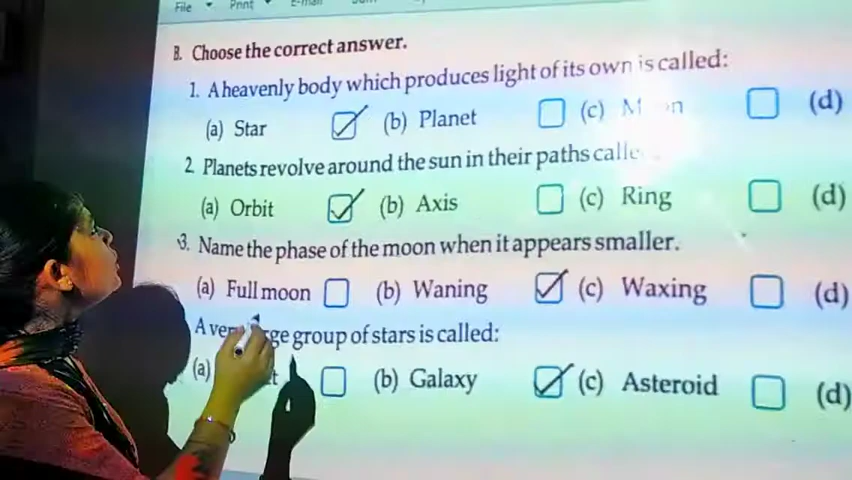 File Print E-mail
B. Choose the correct answer.
1. A heavenly body which produces light of its own is called:
(a) Star (b) Planet (c) (d)
2. Planets revolve around the sun in their paths
(a) Orbit (b) Axis (c) Ring (d)
3. Name the phase of the moon when it appears smaller.
(a) Full moon (b) Waning (c) Waxing (d)
A group of stars is called:
(a) (b) Galaxy (c) Asteroid (d)